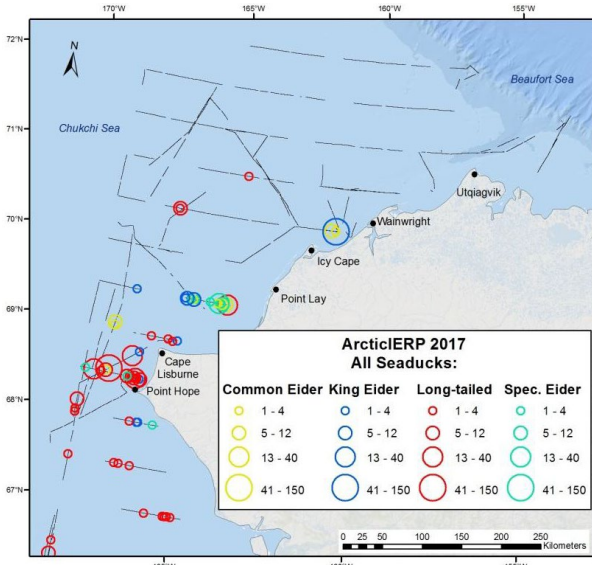 170°W 165°W 160°W 155°W
72°N
N
Beaufort Sea
71°N
Chukchi Sea
Utqiagvik
70°N
Wainwright
Icy Cape
Point Lay
69°N
ArcticIERP 2017
All Seaducks:
Common Eider King Eider Long-tailed Spec. Eider
1 - 4 1 - 4 1 - 4 1 - 4
5 - 12 5 - 12 5 - 12 5 - 12
13 - 40 13 - 40 13 - 40 13 - 40
41 - 150 41 - 150 41 - 150 41 - 150
Cape
Lisburne
Point Hope
68°N
67°N
0 25 50 100 150 200 250
Kilometers
165°W 160°W 155°W